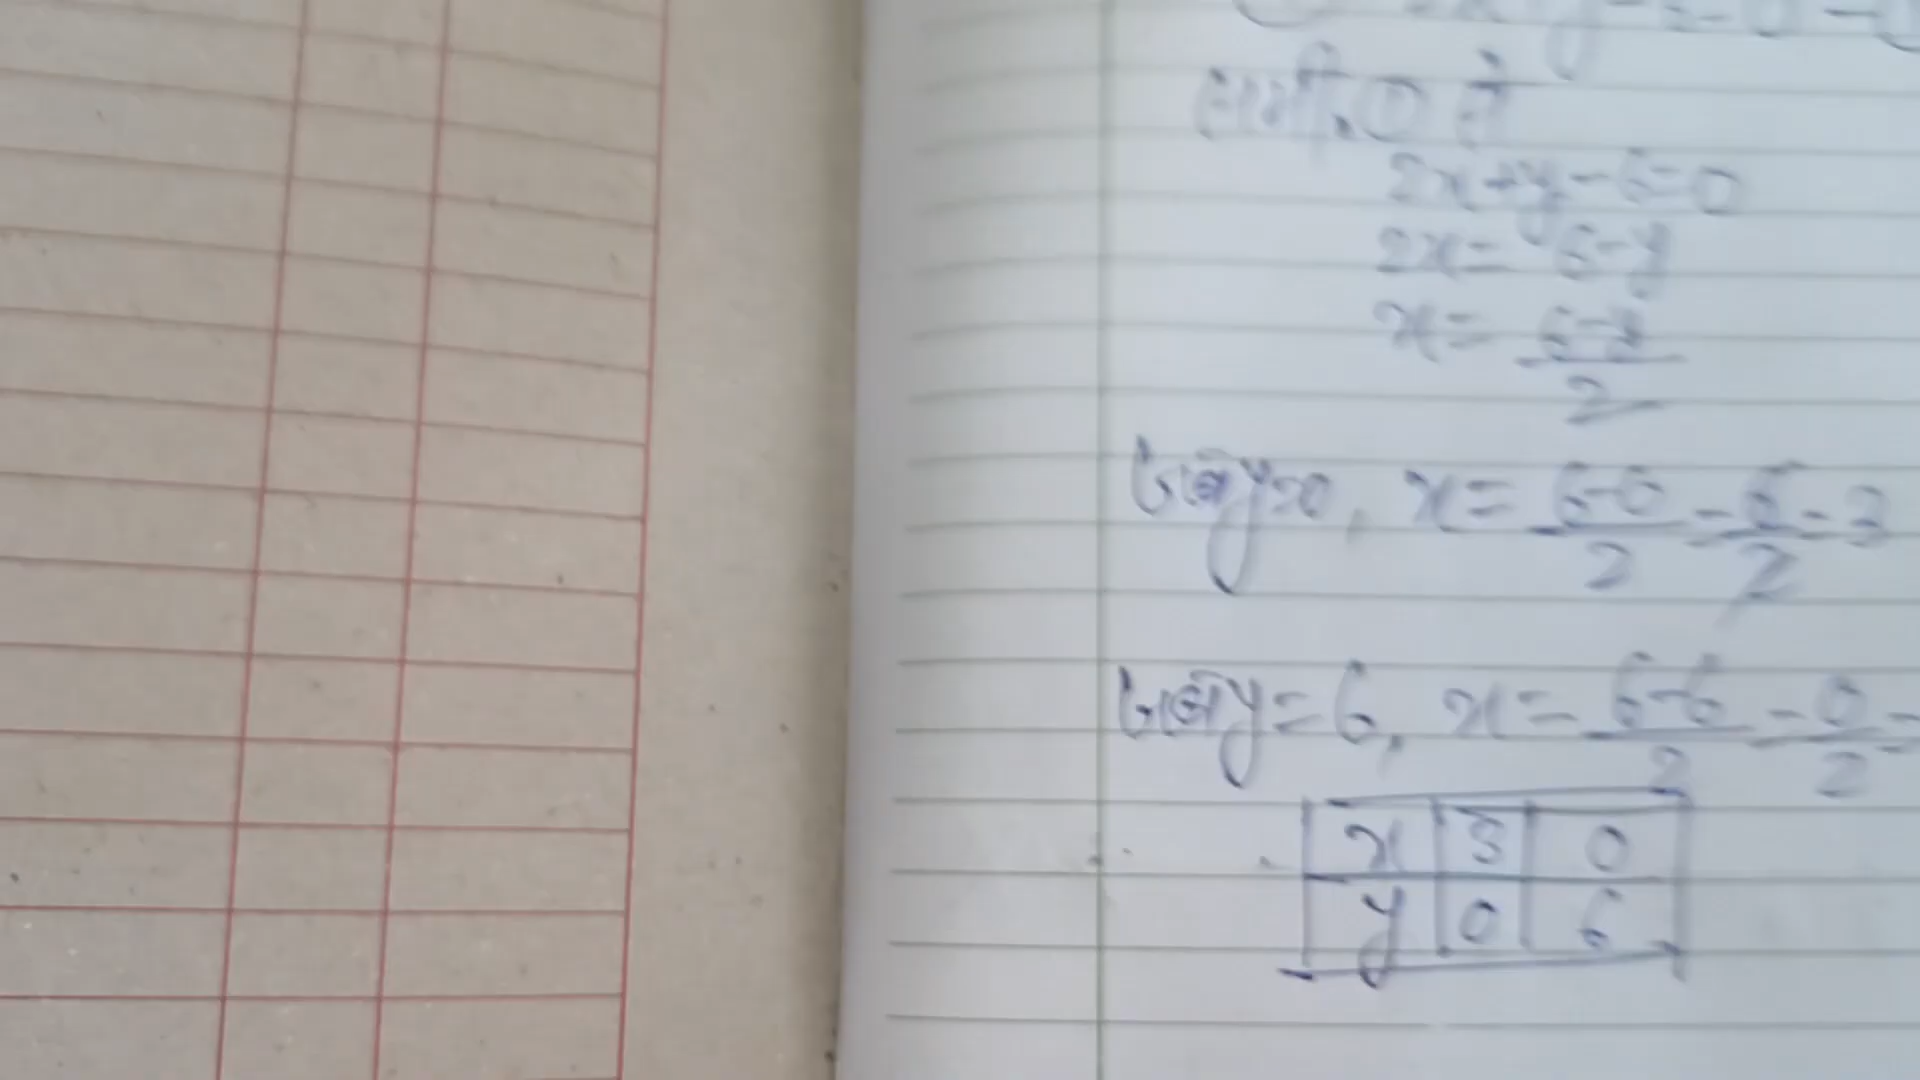 समी. ① से
2x+y-6=0
2x= 6-y
x= 6-y/2
जब y=0, x= 6-0/2 = 6/2 = 3
जब y=6, x= 6-6/2 = 0/2 =
x 3 0
y 0 6